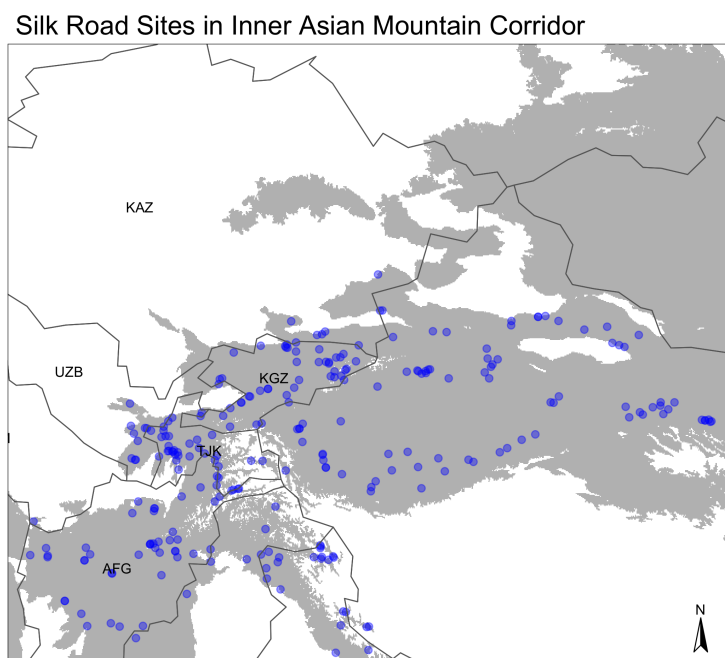 Silk Road Sites in Inner Asian Mountain Corridor
KAZ
UZB
KGZ
TJK
AFG
N